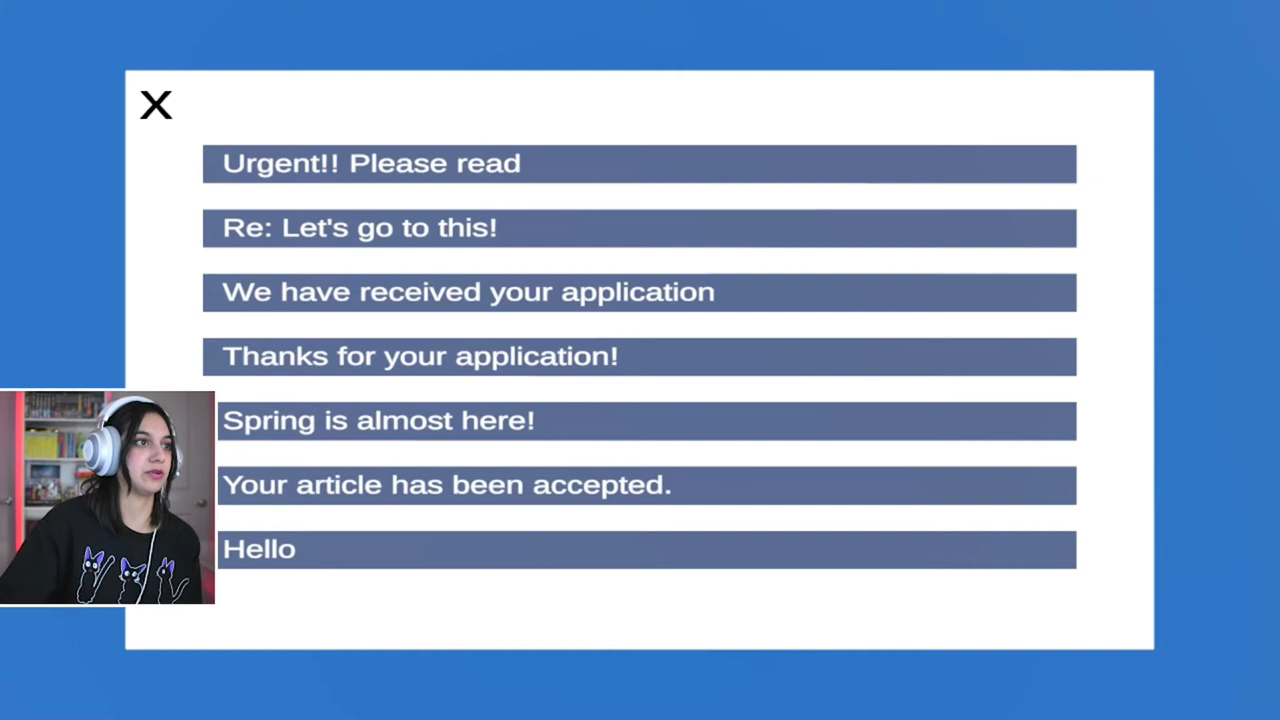 X
Urgent!! Please read
Re: Let's go to this!
We have received your application
Thanks for your application!
Spring is almost here!
Your article has been accepted.
Hello